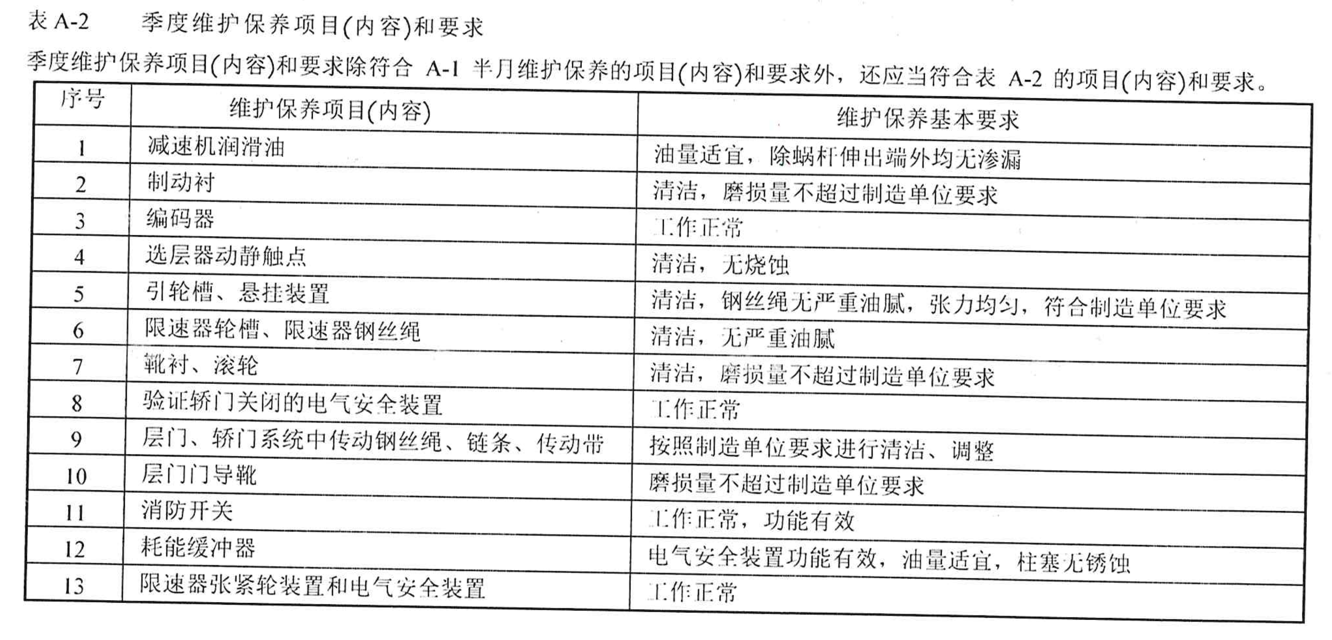 表 A-2 季度维护保养项目(内容)和要求
季度维护保养项目(内容)和要求除符合 A-1 半月维护保养的项目(内容)和要求外，还应当符合表 A-2 的项目(内容)和要求。
序号 维护保养项目(内容) 维护保养基本要求
1 减速机润滑油 油量适宜，除蜗杆伸出端外均无渗漏
2 制动衬 清洁，磨损量不超过制造单位要求
3 编码器 工作正常
4 选层器动静触点 清洁，无烧蚀
5 引轮槽、悬挂装置 清洁，钢丝绳无严重油腻，张力均匀，符合制造单位要求
6 限速器轮槽、限速器钢丝绳 清洁，无严重油腻
7 靴衬、滚轮 清洁，磨损量不超过制造单位要求
8 验证轿门关闭的电气安全装置 工作正常
9 层门、轿门系统中传动钢丝绳、链条、传动带 按照制造单位要求进行清洁、调整
10 层门门导靴 磨损量不超过制造单位要求
11 消防开关 工作正常，功能有效
12 耗能缓冲器 电气安全装置功能有效，油量适宜，柱塞无锈蚀
13 限速器张紧轮装置和电气安全装置 工作正常